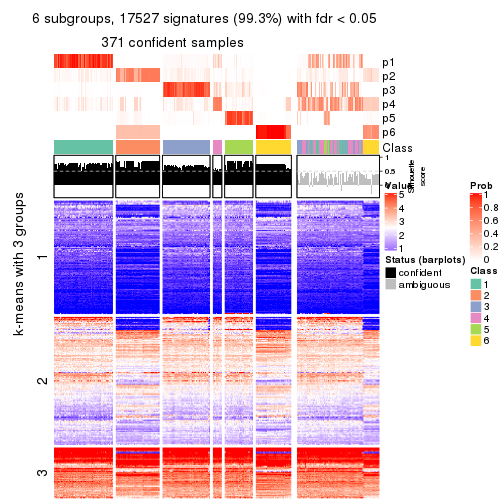 6 subgroups, 17527 signatures (99.3%) with fdr < 0.05
371 confident samples
p1
p2
p3
p4
p5
p6
Class
1
0.5
0
Silhouette
score
k-means with 3 groups
1
2
3
Value
5
4
3
2
1
Status (barplots)
confident
ambiguous
Prob
1
0.8
0.6
0.4
0.2
0
Class
1
2
3
4
5
6